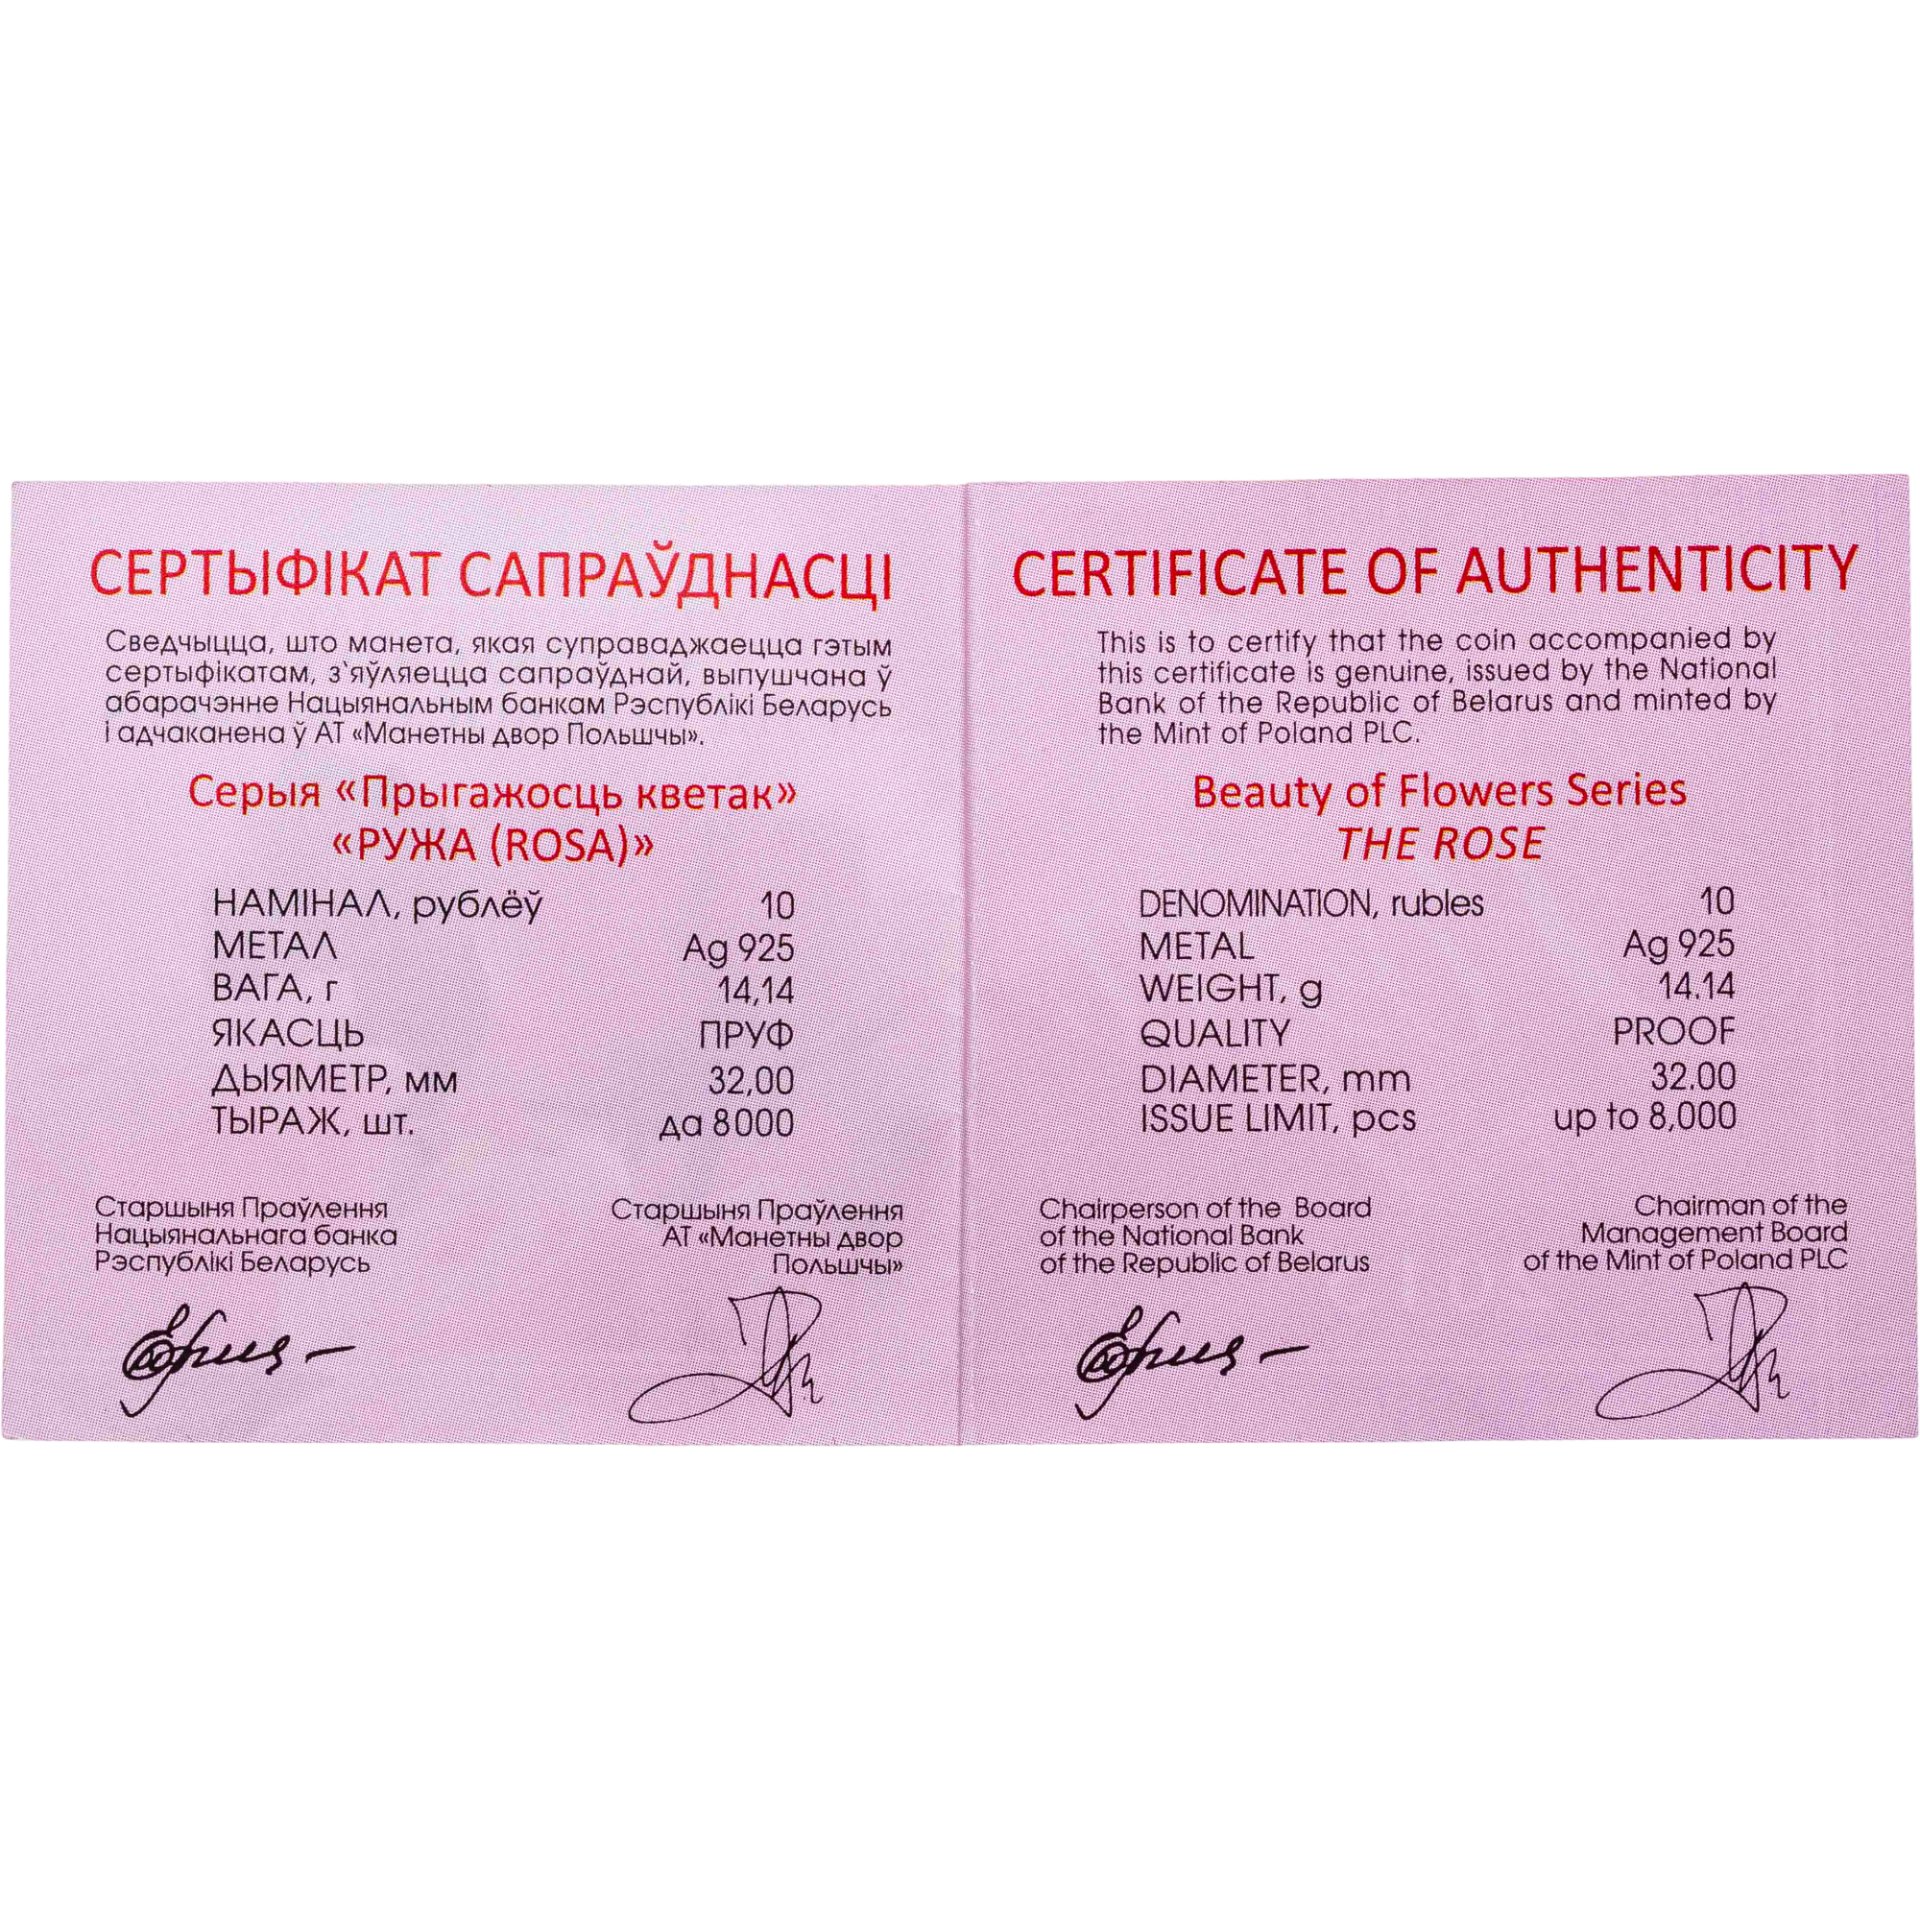 СЕРТЫФІКАТ САПРАЎДНАСЦІ
Сведчыцца, што манета, якая суправаджаецца гэтым
сертыфікатам, з'яўляецца сапраўднай, выпушчана ў
абарачэнне Нацыянальным банкам Рэспублікі Беларусь
і адчаканена ў АТ «Манетны двор Польшчы».
Серыя «Прыгажосць кветак»
«РУЖА (ROSA)»
НАМІНАЛ, рублёў 10
МЕТАЛ Ag 925
ВАГА, г 14,14
ЯКАСЦЬ ПРУФ
ДЫЯМЕТР, мм 32,00
ТЫРАЖ, шт. да 8000
Старшыня Праўлення
Нацыянальнага банка
Рэспублікі Беларусь
Старшыня Праўлення
АТ «Манетны двор
Польшчы»
CERTIFICATE OF AUTHENTICITY
This is to certify that the coin accompanied by
this certificate is genuine, issued by the National
Bank of the Republic of Belarus and minted by
the Mint of Poland PLC.
Beauty of Flowers Series
THE ROSE
DENOMINATION, rubles 10
METAL Ag 925
WEIGHT, g 14.14
QUALITY PROOF
DIAMETER, mm 32.00
ISSUE LIMIT, pcs up to 8,000
Chairperson of the Board
of the National Bank
of the Republic of Belarus
Chairman of the
Management Board
of the Mint of Poland PLC